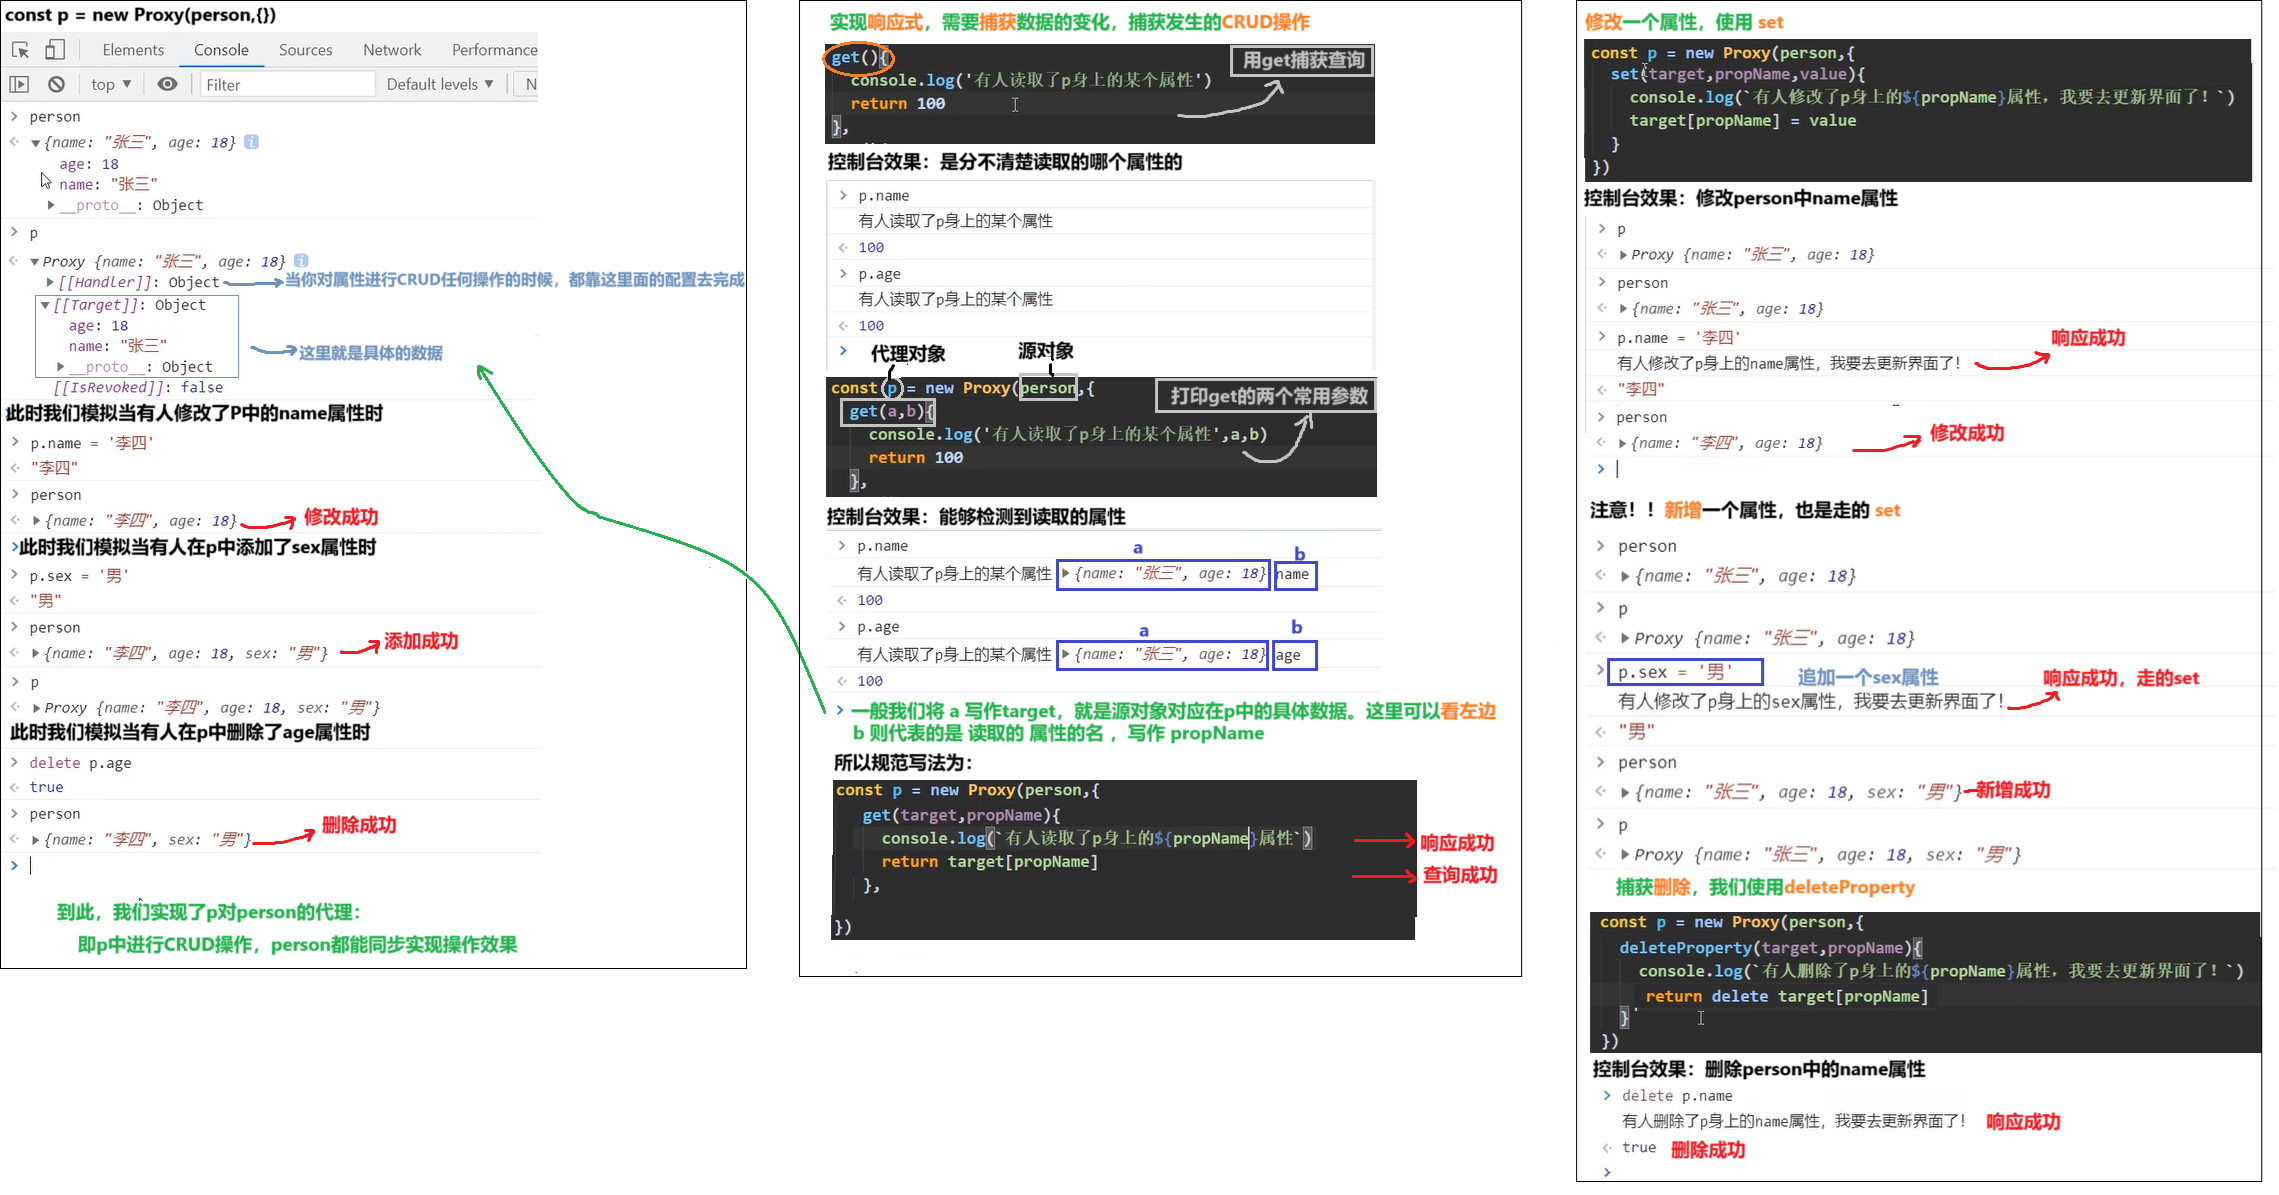 const p = new Proxy(person,{})
Elements Console Sources Network Performance
top ▼ Filter Default levels ▼ N
> person
<· ▼{name: "张三", age: 18} i
age: 18
name: "张三"
▶__proto__: Object
> p
<· ▼Proxy {name: "张三", age: 18} i
▶[[Handler]]: Object 当你对属性进行CRUD任何操作的时候，都靠这里面的配置去完成
▼[[Target]]: Object
age: 18
name: "张三" 这里就是具体的数据
▶__proto__: Object
[[IsRevoked]]: false
此时我们模拟当有人修改了P中的name属性时
> p.name = '李四'
<· "李四"
> person
<· ▶{name: "李四", age: 18} 修改成功
>此时我们模拟当有人在p中添加了sex属性时
> p.sex = '男'
<· "男"
> person
<· ▶{name: "李四", age: 18, sex: "男"} 添加成功
> p
<· ▶Proxy {name: "李四", age: 18, sex: "男"}
此时我们模拟当有人在p中删除了age属性时
> delete p.age
<· true
> person
<· ▶{name: "李四", sex: "男"} 删除成功
>
到此，我们实现了p对person的代理：
即p中进行CRUD操作，person都能同步实现操作效果
实现响应式，需要捕获数据的变化，捕获发生的CRUD操作
get(){ 用get捕获查询
console.log('有人读取了p身上的某个属性')
return 100
},
控制台效果：是分不清楚读取的哪个属性的
> p.name
有人读取了p身上的某个属性
<· 100
> p.age
有人读取了p身上的某个属性
<· 100
> 代理对象 源对象
const p = new Proxy(person,{ 打印get的两个常用参数
get(a,b){
console.log('有人读取了p身上的某个属性',a,b)
return 100
},
控制台效果：能够检测到读取的属性
> p.name a b
有人读取了p身上的某个属性 ▶{name: "张三", age: 18} name
<· 100
> p.age a b
有人读取了p身上的某个属性 ▶{name: "张三", age: 18} age
<· 100
> 一般我们将 a 写作target，就是源对象对应在p中的具体数据。这里可以看左边
b 则代表的是 读取的 属性的名 ，写作 propName
所以规范写法为：
const p = new Proxy(person,{
get(target,propName){
console.log(`有人读取了p身上的${propName}属性`) 响应成功
return target[propName] 查询成功
},
})
修改一个属性，使用 set
const p = new Proxy(person,{
set(target,propName,value){
console.log(`有人修改了p身上的${propName}属性，我要去更新界面了！`)
target[propName] = value
}
})
控制台效果：修改person中name属性
> p
<· ▶Proxy {name: "张三", age: 18}
> person
<· ▶{name: "张三", age: 18}
> p.name = '李四' 响应成功
有人修改了p身上的name属性，我要去更新界面了！
<· "李四"
> person
<· ▶{name: "李四", age: 18} 修改成功
>
注意！！新增一个属性，也是走的 set
> person
<· ▶{name: "张三", age: 18}
> p
<· ▶Proxy {name: "张三", age: 18}
> p.sex = '男' 追加一个sex属性 响应成功，走的set
有人修改了p身上的sex属性，我要去更新界面了！
<· "男"
> person
<· ▶{name: "张三", age: 18, sex: "男"} 新增成功
> p
<· ▶Proxy {name: "张三", age: 18, sex: "男"}
捕获删除，我们使用deleteProperty
const p = new Proxy(person,{
deleteProperty(target,propName){
console.log(`有人删除了p身上的${propName}属性，我要去更新界面了！`)
return delete target[propName]
}
})
控制台效果：删除person中的name属性
> delete p.name
有人删除了p身上的name属性，我要去更新界面了！ 响应成功
<· true 删除成功
>